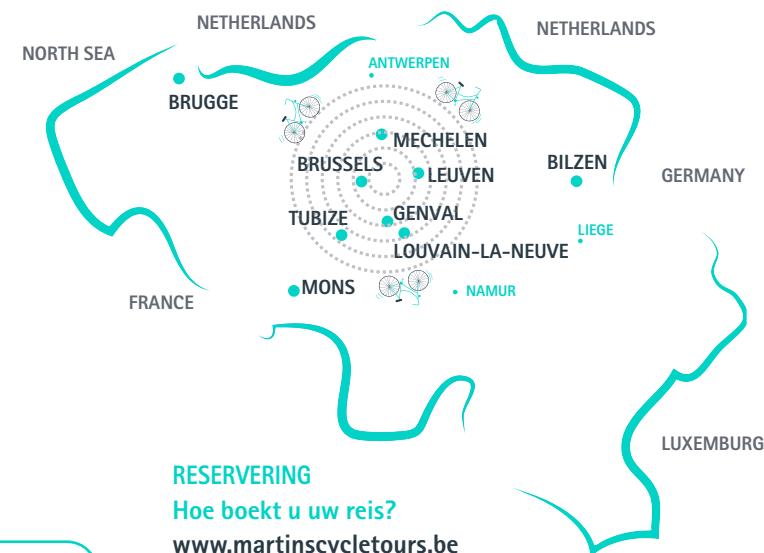 NETHERLANDS
NETHERLANDS
NORTH SEA
ANTWERPEN
BRUGGE
MECHELEN
BRUSSELS
LEUVEN
BILZEN
GERMANY
TUBIZE
GENVAL
LIEGE
LOUVAIN-LA-NEUVE
MONS
NAMUR
FRANCE
LUXEMBURG
RESERVERING
Hoe boekt u uw reis?
www.martinscycletours.be